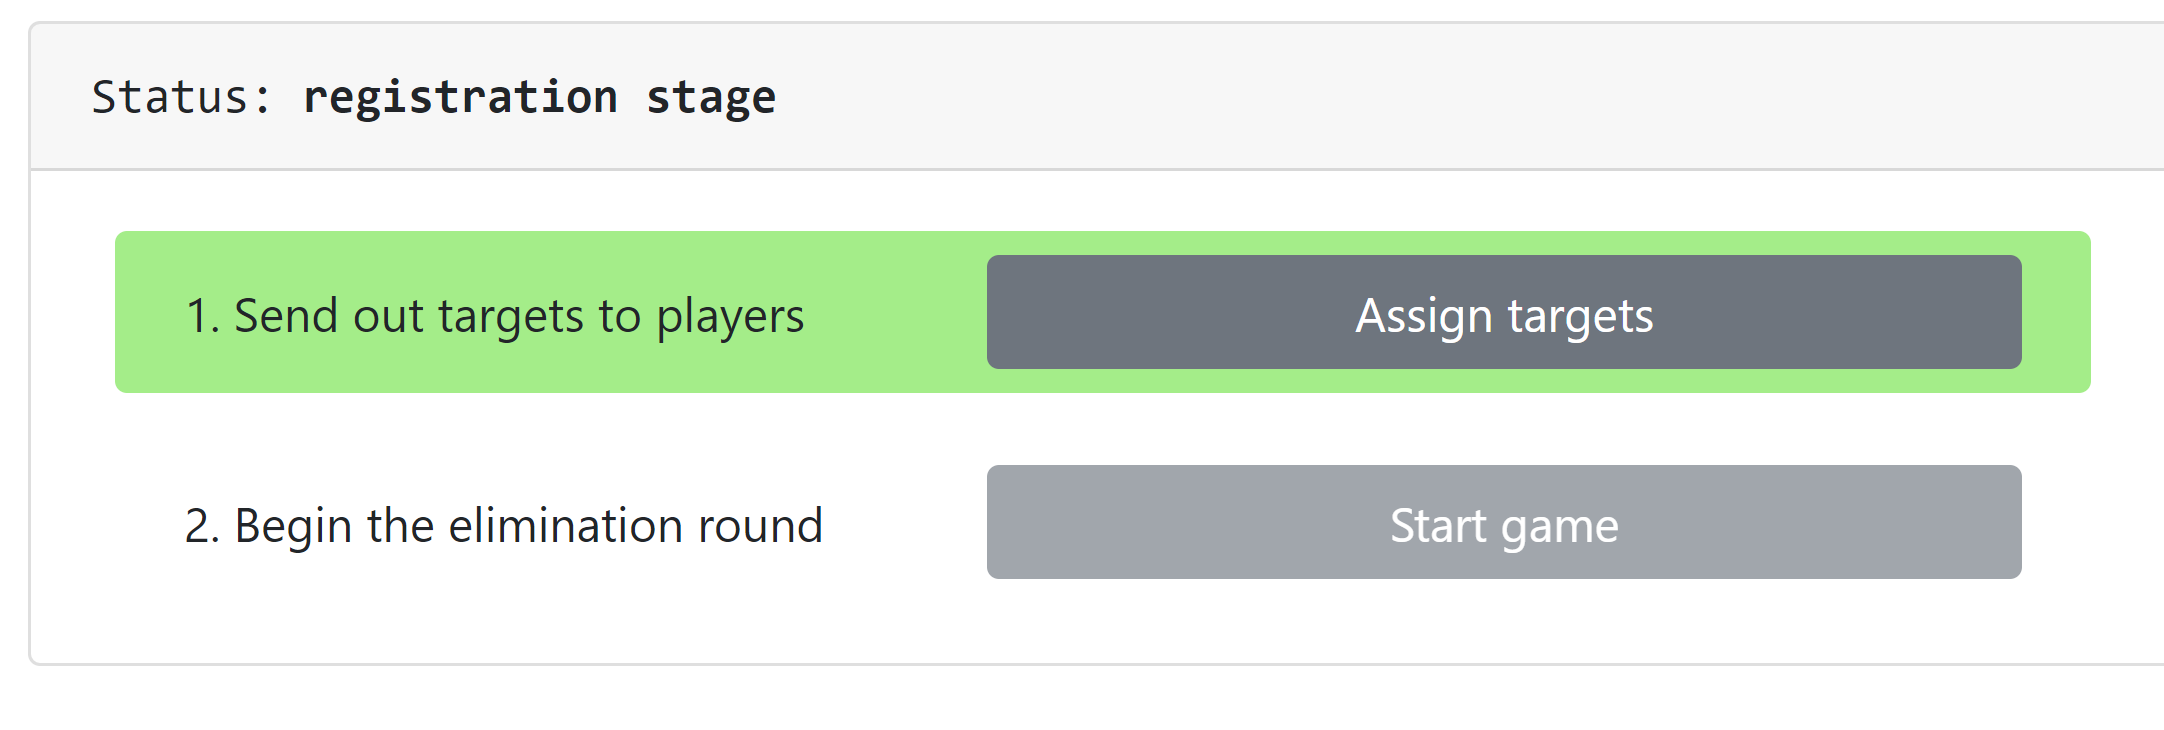 Status: registration stage
1. Send out targets to players
Assign targets
2. Begin the elimination round
Start game